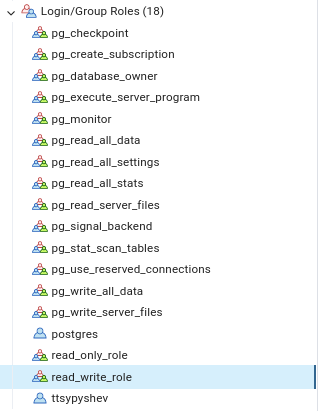 Login/Group Roles (18)
pg_checkpoint
pg_create_subscription
pg_database_owner
pg_execute_server_program
pg_monitor
pg_read_all_data
pg_read_all_settings
pg_read_all_stats
pg_read_server_files
pg_signal_backend
pg_stat_scan_tables
pg_use_reserved_connections
pg_write_all_data
pg_write_server_files
postgres
read_only_role
read_write_role
ttsypyshev